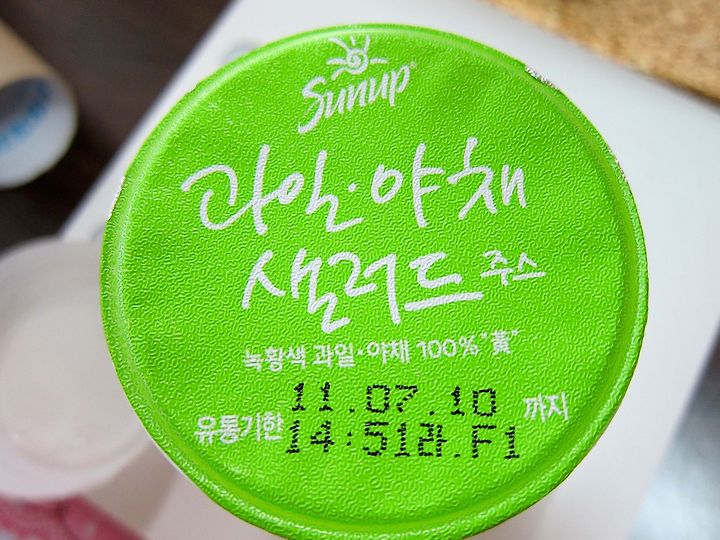 Sunup
과일·야채
샐러드 주스
녹황색 과일·야채 100% "黃"
유통기한 11.07.10 까지
14:51라.F1